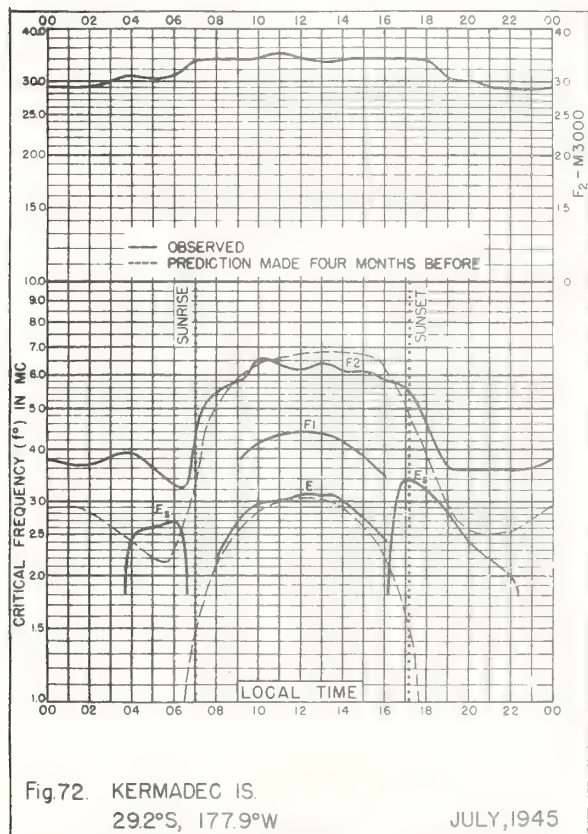 00 02 04 06 08 10 12 14 16 18 20 22 00
40.0 40
30.0 30
25.0 25
20.0 20
15.0 15
F2-M3000
OBSERVED
PREDICTION MADE FOUR MONTHS BEFORE
10.0 0
9.0
8.0
7.0
6.0
5.0
4.0
3.0
2.5
2.0
1.5
1.0
CRITICAL FREQUENCY (f°) IN MC
SUNRISE
SUNSET
F2
F1
Es
E
Es
LOCAL TIME
00 02 04 06 08 10 12 14 16 18 20 22 00
Fig.72. KERMADEC IS.
29.2°S, 177.9°W JULY, 1945